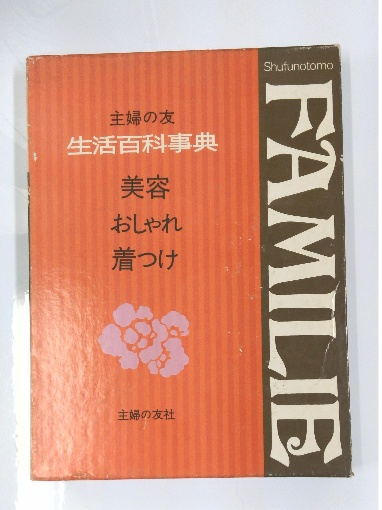 主婦の友
生活百科事典
美容
おしゃれ
着つけ
主婦の友社
Shufunotomo
FAMILIE